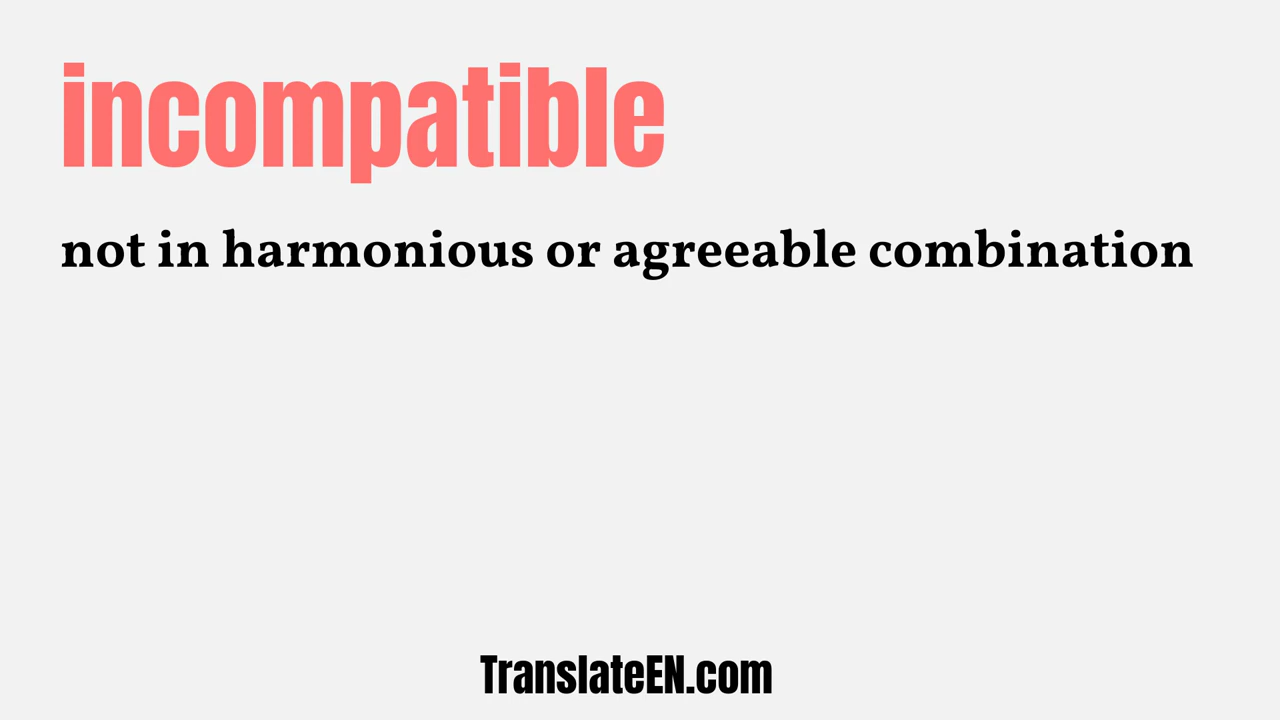 incompatible
not in harmonious or agreeable combination
TranslateEN.com